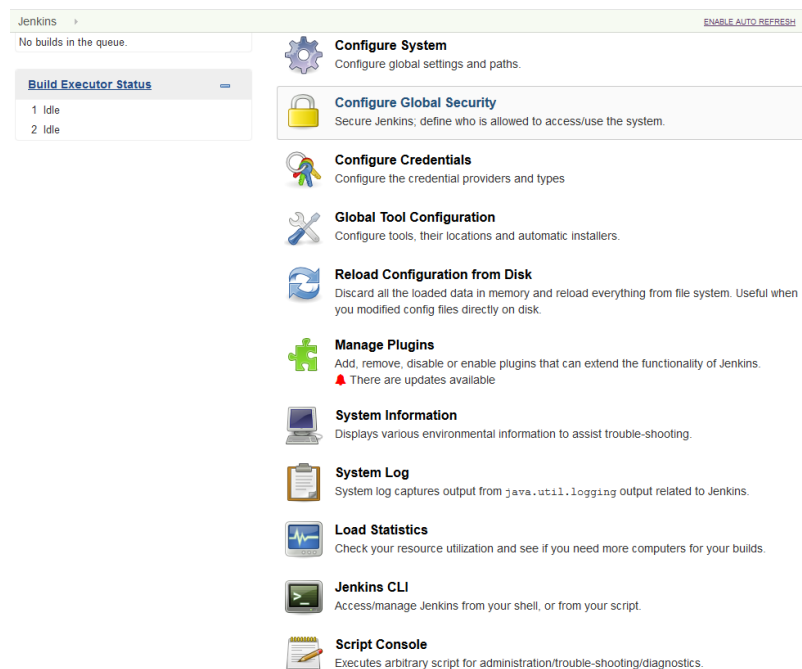 Jenkins
ENABLE AUTO REFRESH
No builds in the queue.
Build Executor Status
1 Idle
2 Idle
Configure System
Configure global settings and paths.
Configure Global Security
Secure Jenkins; define who is allowed to access/use the system.
Configure Credentials
Configure the credential providers and types
Global Tool Configuration
Configure tools, their locations and automatic installers.
Reload Configuration from Disk
Discard all the loaded data in memory and reload everything from file system. Useful when
you modified config files directly on disk.
Manage Plugins
Add, remove, disable or enable plugins that can extend the functionality of Jenkins.
There are updates available
System Information
Displays various environmental information to assist trouble-shooting.
System Log
System log captures output from java.util.logging output related to Jenkins.
Load Statistics
Check your resource utilization and see if you need more computers for your builds.
Jenkins CLI
Access/manage Jenkins from your shell, or from your script.
Script Console
Executes arbitrary script for administration/trouble-shooting/diagnostics.